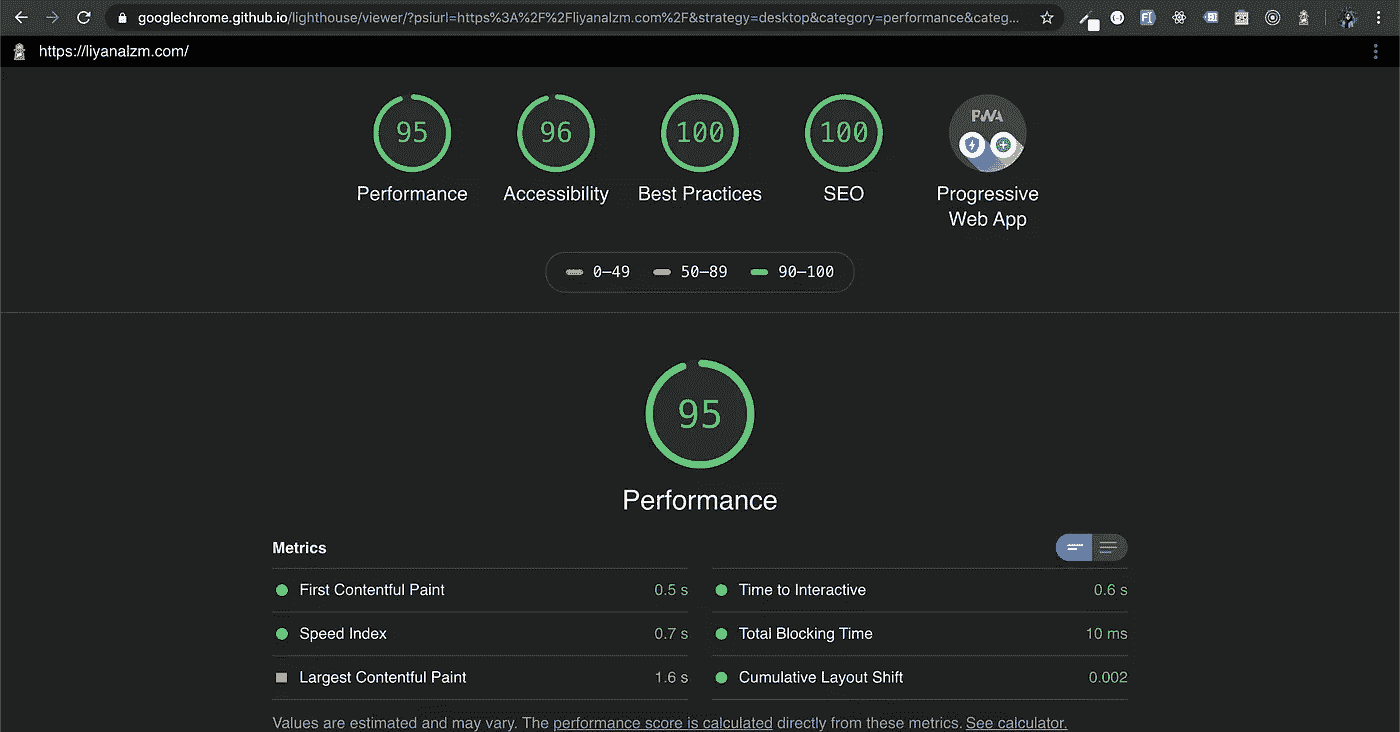 googlechrome.github.io/lighthouse/viewer/?psiurl=https%3A%2F%2Fliyanalzm.com%2F&strategy=desktop&category=performance&categ...
https://liyanalzm.com/
95
96
100
100
PWA
Performance
Accessibility
Best Practices
SEO
Progressive
Web App
0–49
50–89
90–100
95
Performance
Metrics
First Contentful Paint 0.5 s
Time to Interactive 0.6 s
Speed Index 0.7 s
Total Blocking Time 10 ms
Largest Contentful Paint 1.6 s
Cumulative Layout Shift 0.002
Values are estimated and may vary. The performance score is calculated directly from these metrics. See calculator.